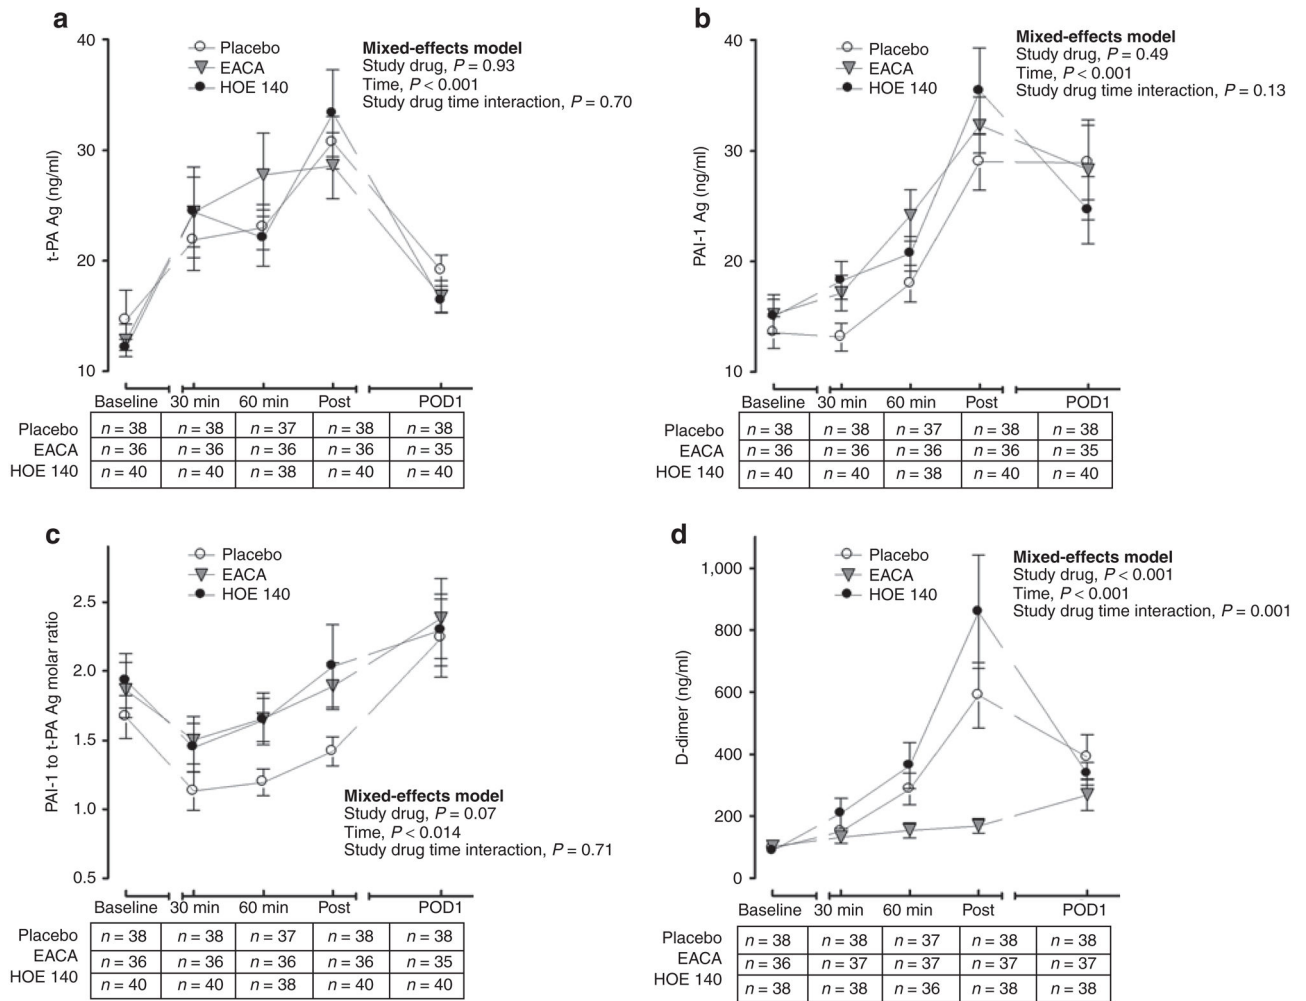 a
40
30
20
10
t-PA Ag (ng/ml)
Placebo
EACA
HOE 140
Mixed-effects model
Study drug, P = 0.93
Time, P < 0.001
Study drug time interaction, P = 0.70
Baseline 30 min 60 min Post POD1
Placebo n = 38 n = 38 n = 37 n = 38 n = 38
EACA n = 36 n = 36 n = 36 n = 36 n = 35
HOE 140 n = 40 n = 40 n = 38 n = 40 n = 40
b
40
30
20
10
PAI-1 Ag (ng/ml)
Placebo
EACA
HOE 140
Mixed-effects model
Study drug, P = 0.49
Time, P < 0.001
Study drug time interaction, P = 0.13
Baseline 30 min 60 min Post POD1
Placebo n = 38 n = 38 n = 37 n = 38 n = 38
EACA n = 36 n = 36 n = 36 n = 36 n = 35
HOE 140 n = 40 n = 40 n = 38 n = 40 n = 40
c
2.5
2.0
1.5
1.0
0.5
PAI-1 to t-PA Ag molar ratio
Placebo
EACA
HOE 140
Mixed-effects model
Study drug, P = 0.07
Time, P < 0.014
Study drug time interaction, P = 0.71
Baseline 30 min 60 min Post POD1
Placebo n = 38 n = 38 n = 37 n = 38 n = 38
EACA n = 36 n = 36 n = 36 n = 36 n = 35
HOE 140 n = 40 n = 40 n = 38 n = 40 n = 40
d
1,000
800
600
400
200
0
D-dimer (ng/ml)
Placebo
EACA
HOE 140
Mixed-effects model
Study drug, P < 0.001
Time, P < 0.001
Study drug time interaction, P = 0.001
Baseline 30 min 60 min Post POD1
Placebo n = 38 n = 38 n = 37 n = 38 n = 38
EACA n = 36 n = 37 n = 37 n = 37 n = 37
HOE 140 n = 38 n = 38 n = 36 n = 38 n = 38